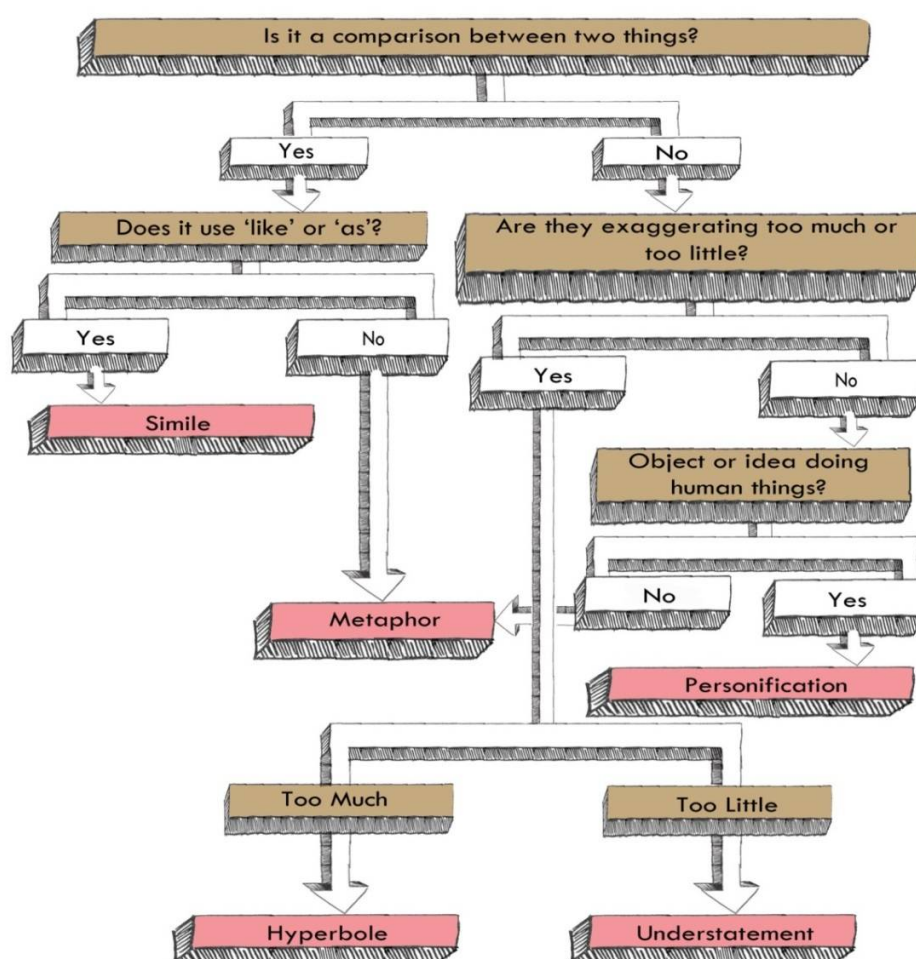 Is it a comparison between two things?
Yes
No
Does it use ‘like’ or ‘as’?
Are they exaggerating too much or
too little?
Yes
No
Yes
No
Simile
Object or idea doing
human things?
No
Yes
Metaphor
Personification
Too Much
Too Little
Hyperbole
Understatement